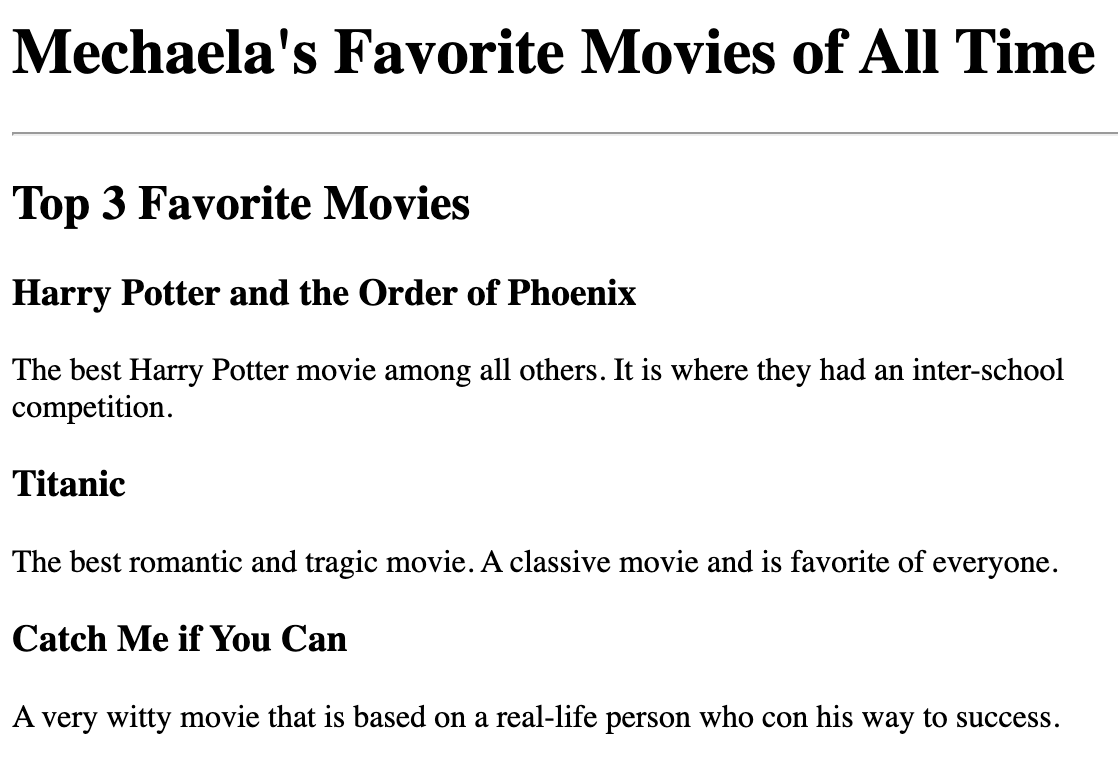 Mechaela's Favorite Movies of All Time
Top 3 Favorite Movies
Harry Potter and the Order of Phoenix
The best Harry Potter movie among all others. It is where they had an inter-school
competition.
Titanic
The best romantic and tragic movie. A classive movie and is favorite of everyone.
Catch Me if You Can
A very witty movie that is based on a real-life person who con his way to success.